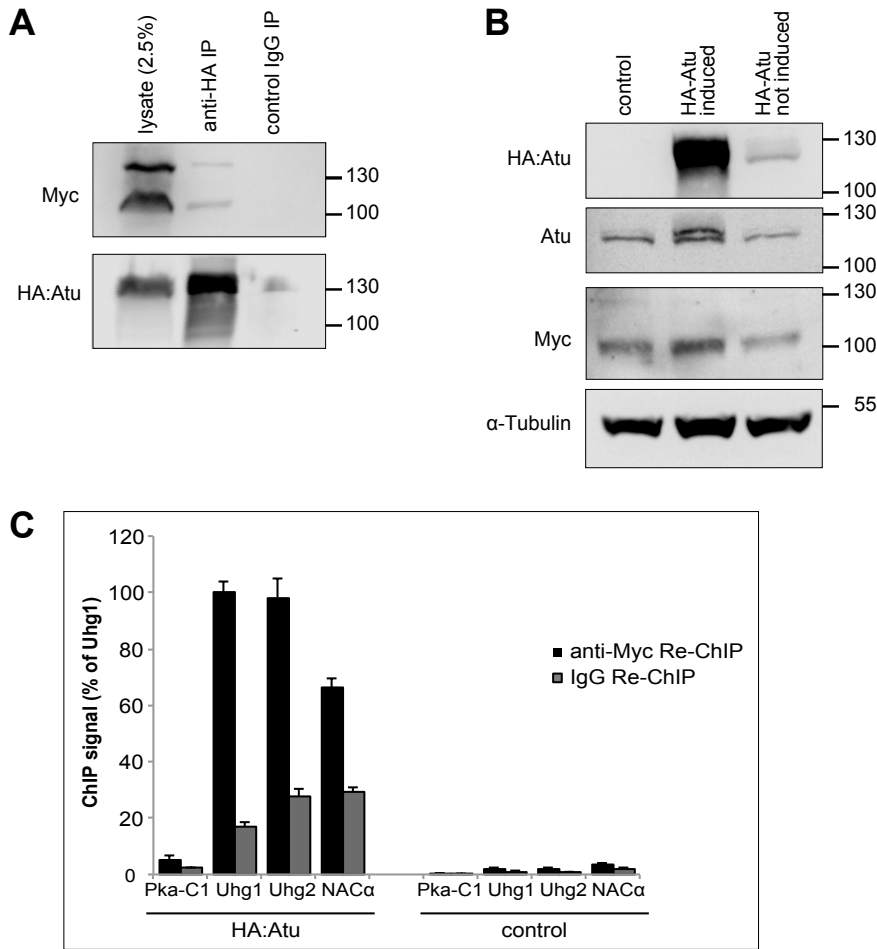 A
lysate (2.5%)
anti-HA IP
control IgG IP
Myc
130
100
HA:Atu
130
100
B
control
HA-Atu
induced
HA-Atu
not induced
HA:Atu
130
100
Atu
130
100
Myc
130
100
α-Tubulin
55
C
ChIP signal (% of Uhg1)
120
100
80
60
40
20
0
anti-Myc Re-ChIP
IgG Re-ChIP
Pka-C1 Uhg1 Uhg2 NACα
Pka-C1 Uhg1 Uhg2 NACα
HA:Atu
control